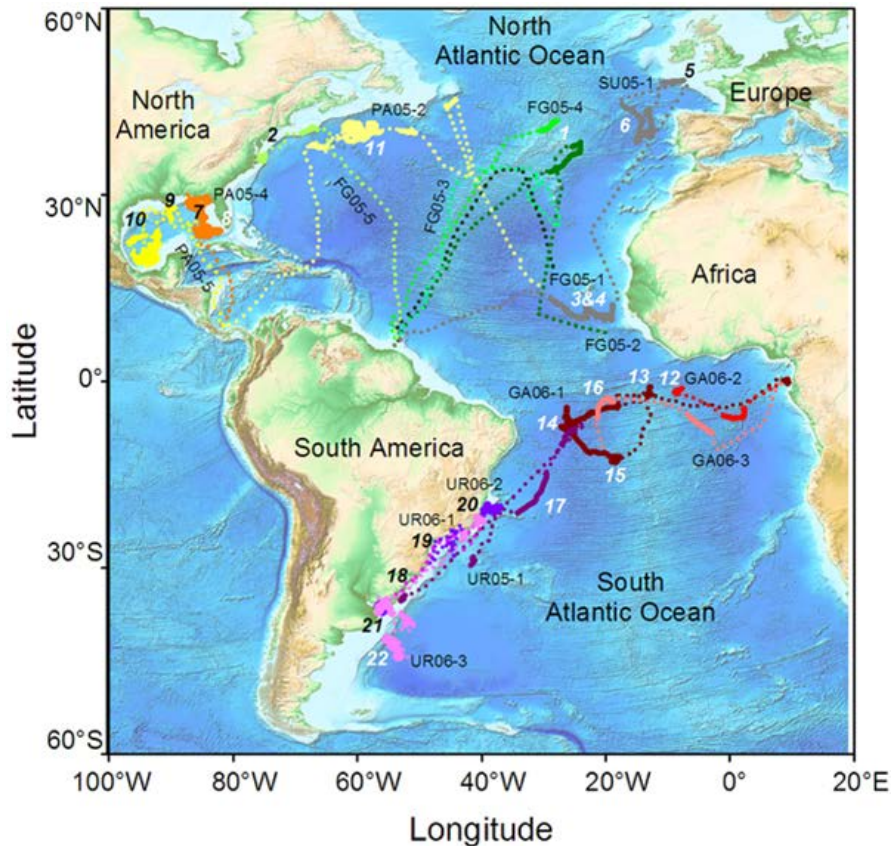 60°N
North
Atlantic Ocean
5
SU05-1
Europe
North
America
PA05-2
FG05-4
1
2
6
11
30°N
9
PA05-4
7
10
FG05-5
FG05-3
PA05-5
FG05-1
Africa
3&4
FG05-2
0°
Latitude
13
12
GA06-2
GA06-1
16
14
South America
GA06-3
15
UR06-2
20
17
UR06-1
19
30°S
18
UR05-1
South
Atlantic Ocean
21
22
UR06-3
60°S
100°W
80°W
60°W
40°W
20°W
0°
20°E
Longitude